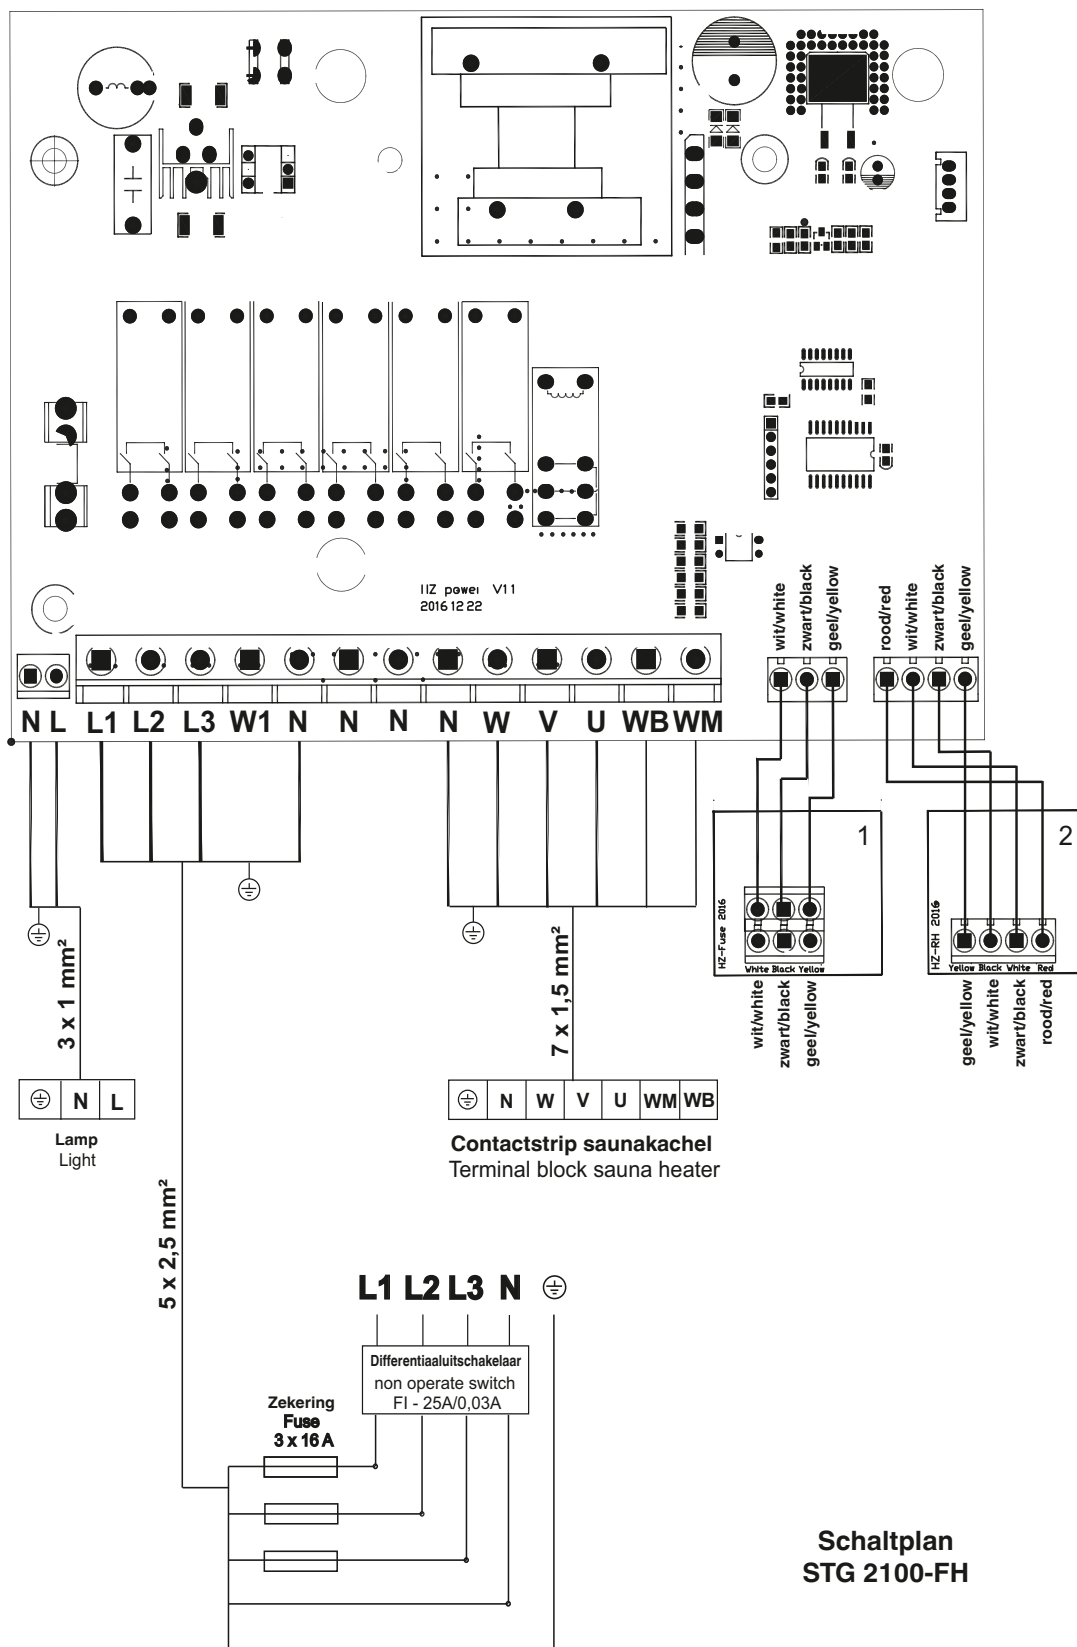 IIZ power V11
2016 12 22
wit/white
zwart/black
geel/yellow
rood/red
wit/white
zwart/black
geel/yellow
N L L1 L2 L3 W1 N N N N W V U WB WM
1
2
HZ-Fuse 2016
White Black Yellow
HZ-RH 2016
Yellow Black White Red
wit/white
zwart/black
geel/yellow
geel/yellow
wit/white
zwart/black
rood/red
3 x 1 mm²
7 x 1,5 mm²
N L
Lamp
Light
N W V U WM WB
Contactstrip saunakachel
Terminal block sauna heater
5 x 2,5 mm²
L1 L2 L3 N
Differentiaaluitschakelaar
non operate switch
FI - 25A/0,03A
Zekering
Fuse
3 x 16 A
Schaltplan
STG 2100-FH